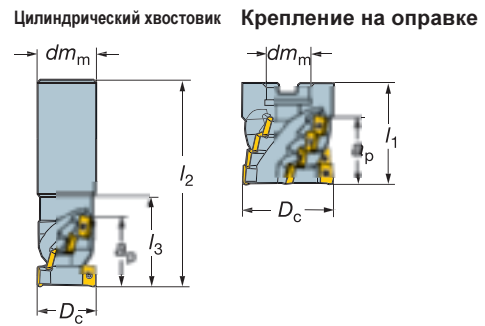 Цилиндрический хвостовик
Крепление на оправке
dmm
dmm
l1
ap
l2
Dc
l3
ap
Dc